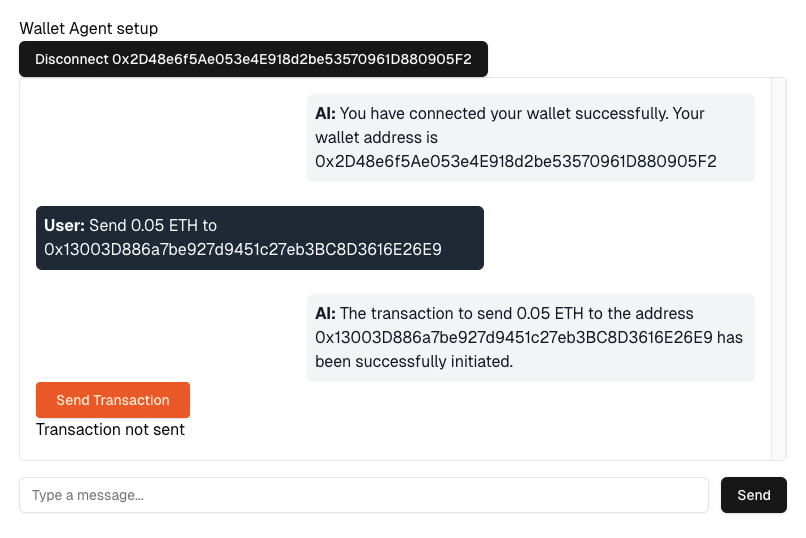 Wallet Agent setup
Disconnect 0x2D48e6f5Ae053e4E918d2be53570961D880905F2
AI: You have connected your wallet successfully. Your
wallet address is
0x2D48e6f5Ae053e4E918d2be53570961D880905F2
User: Send 0.05 ETH to
0x13003D886a7be927d9451c27eb3BC8D3616E26E9
AI: The transaction to send 0.05 ETH to the address
0x13003D886a7be927d9451c27eb3BC8D3616E26E9 has
been successfully initiated.
Send Transaction
Transaction not sent
Type a message...
Send